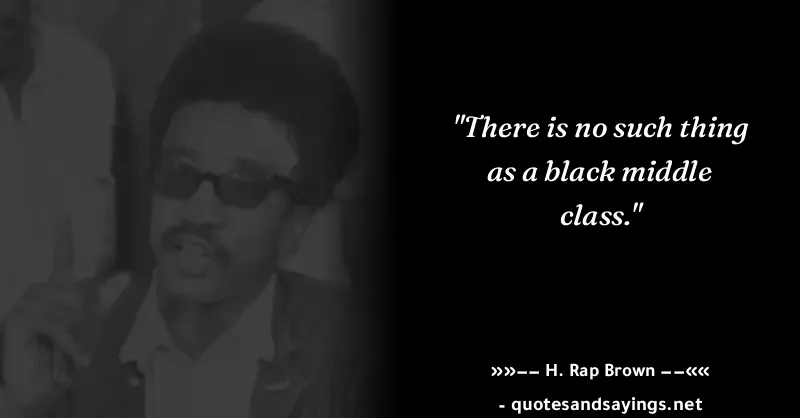 "There is no such thing
as a black middle
class."
»»−− H. Rap Brown −−««
- quotesandsayings.net